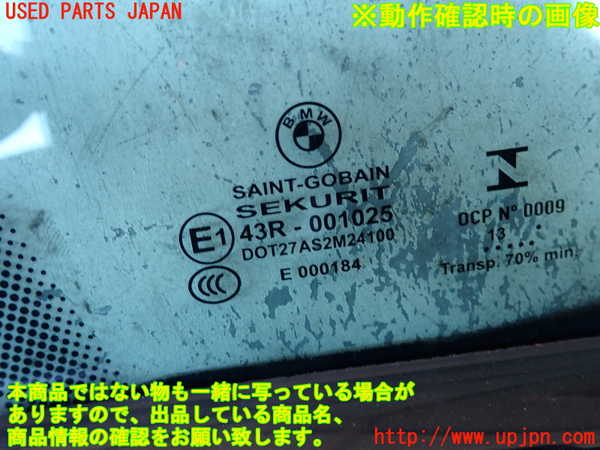 USED PARTS JAPAN
※動作確認時の画像
BMW
SAINT-GOBAIN
SEKURIT
E1
43R - 001025
DOT27AS2M24100
E 000184
CCC
OCP Nº 0009
13
Transp. 70% min.
本商品ではない物も一緒に写っている場合が
ありますので、出品している商品名、
商品情報の確認をお願い致します。
http://www.upjpn.com